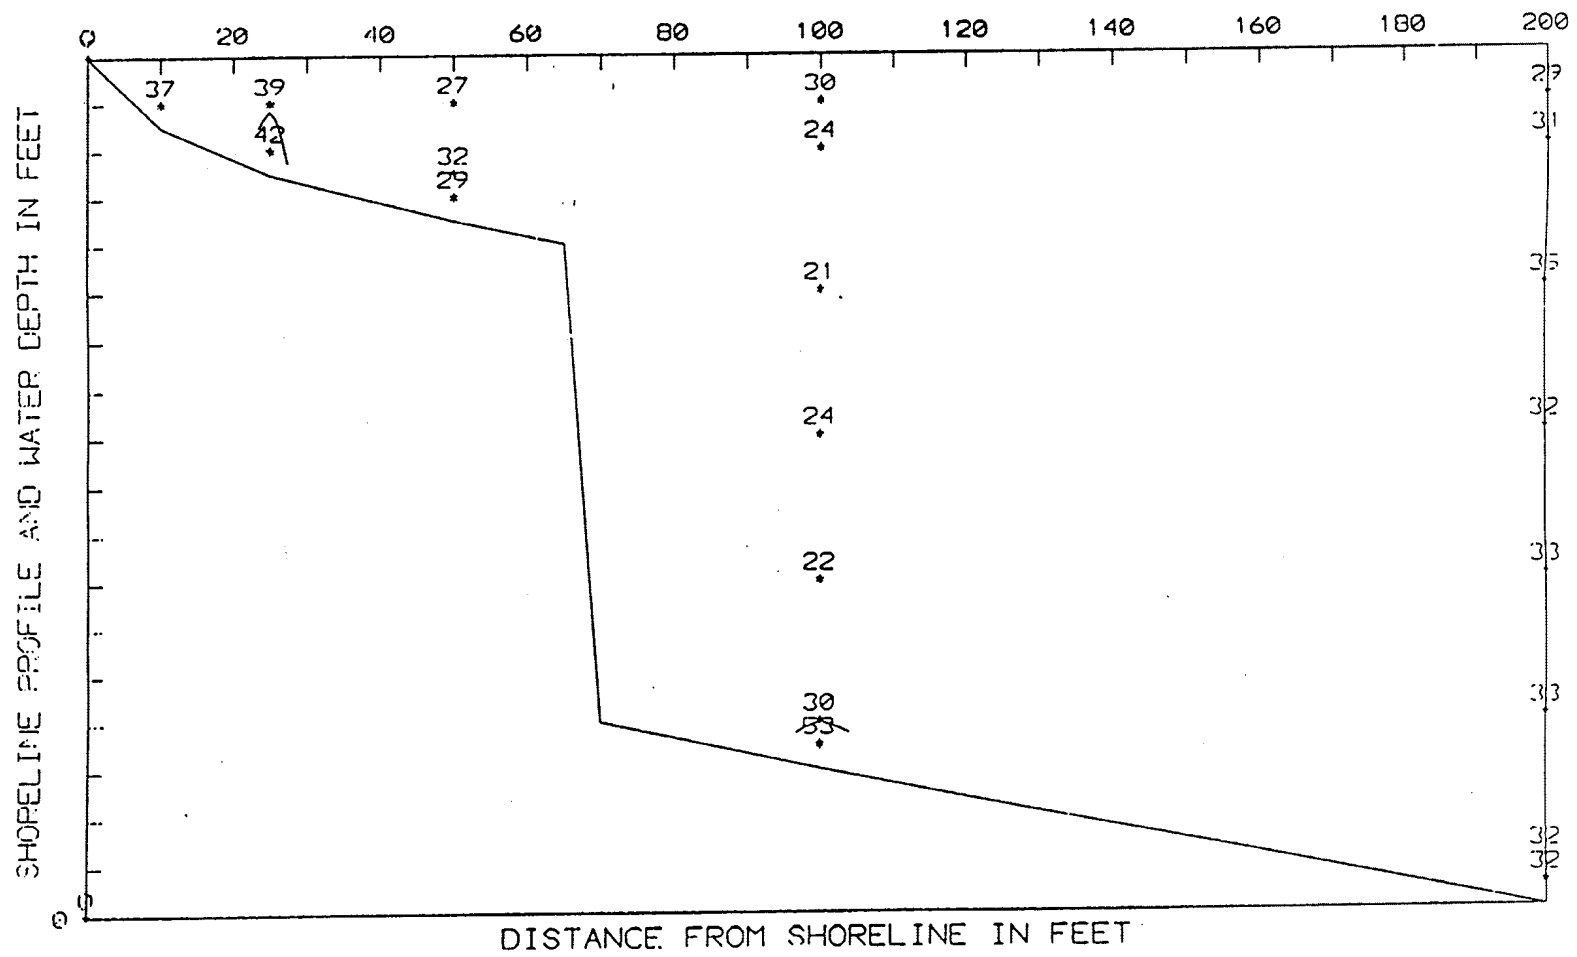 0 20 40 60 80 100 120 140 160 180 200
37 39 27 30 29
42 24 31
32
29
21 35
24 32
22 33
30 33
53
32
32
SHORELINE PROFILE AND WATER DEPTH IN FEET
DISTANCE FROM SHORELINE IN FEET